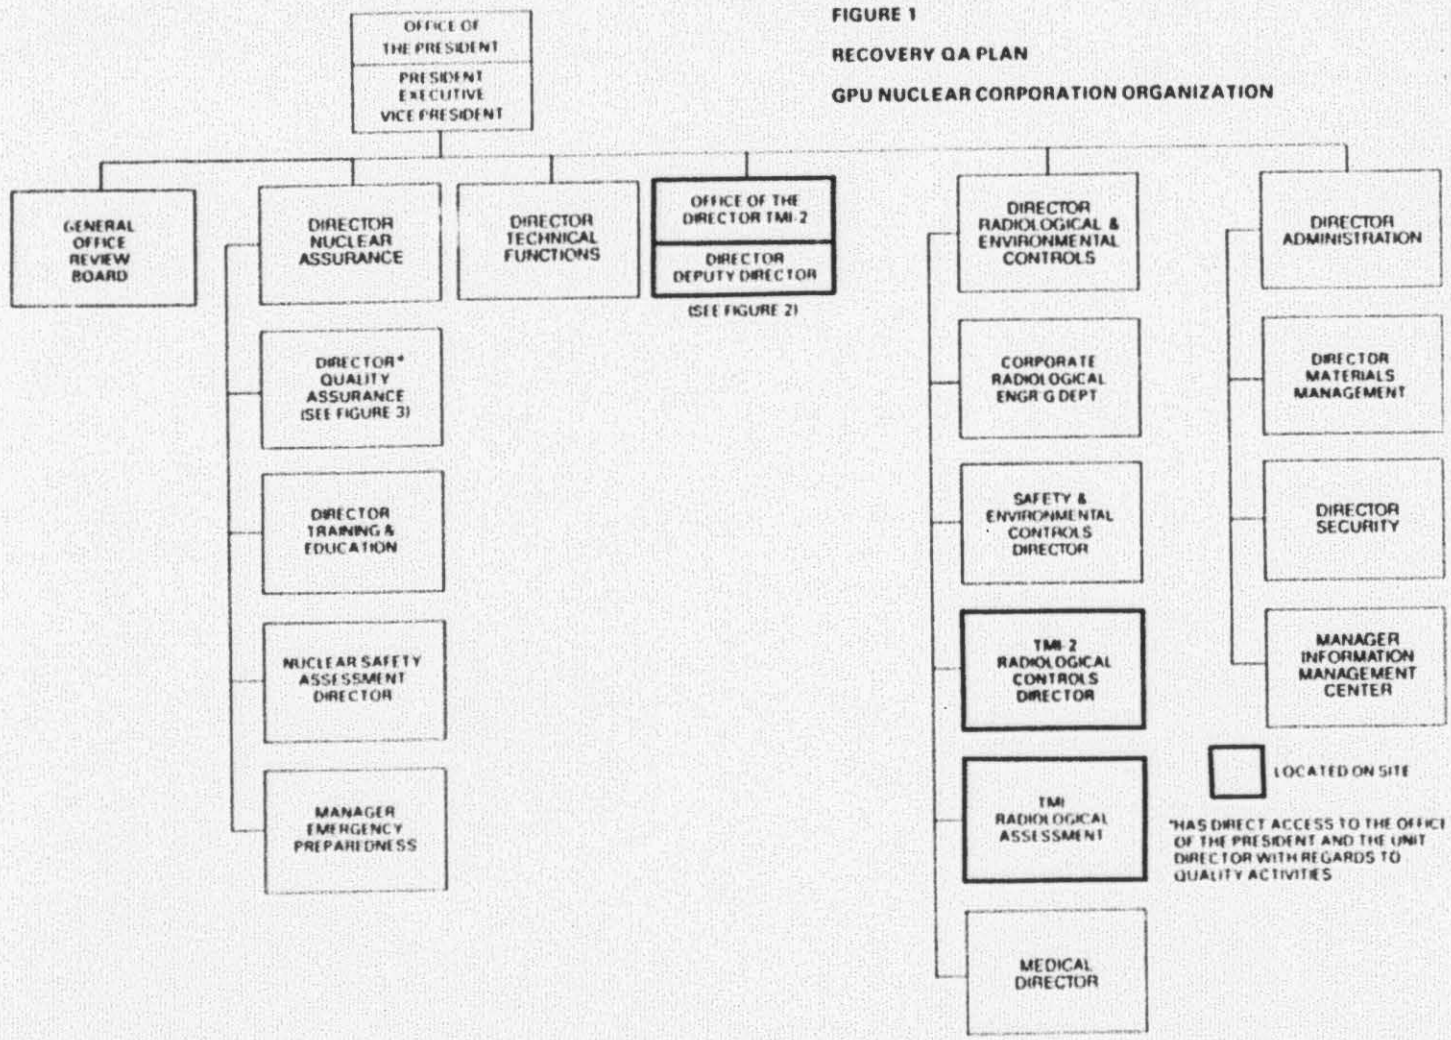 FIGURE 1
RECOVERY QA PLAN
GPU NUCLEAR CORPORATION ORGANIZATION
OFFICE OF
THE PRESIDENT
PRESIDENT
EXECUTIVE
VICE PRESIDENT
GENERAL
OFFICE
REVIEW
BOARD
DIRECTOR
NUCLEAR
ASSURANCE
DIRECTOR
TECHNICAL
FUNCTIONS
OFFICE OF THE
DIRECTOR TMI-2
DIRECTOR
DEPUTY DIRECTOR
(SEE FIGURE 2)
DIRECTOR
RADIOLOGICAL &
ENVIRONMENTAL
CONTROLS
DIRECTOR
ADMINISTRATION
DIRECTOR*
QUALITY
ASSURANCE
(SEE FIGURE 3)
DIRECTOR
TRAINING &
EDUCATION
NUCLEAR SAFETY
ASSESSMENT
DIRECTOR
MANAGER
EMERGENCY
PREPAREDNESS
CORPORATE
RADIOLOGICAL
ENGR G DEPT
SAFETY &
ENVIRONMENTAL
CONTROLS
DIRECTOR
TMI-2
RADIOLOGICAL
CONTROLS
DIRECTOR
TMI
RADIOLOGICAL
ASSESSMENT
MEDICAL
DIRECTOR
DIRECTOR
MATERIALS
MANAGEMENT
DIRECTOR
SECURITY
MANAGER
INFORMATION
MANAGEMENT
CENTER
LOCATED ON SITE
*HAS DIRECT ACCESS TO THE OFFICE
OF THE PRESIDENT AND THE UNIT
DIRECTOR WITH REGARDS TO
QUALITY ACTIVITIES